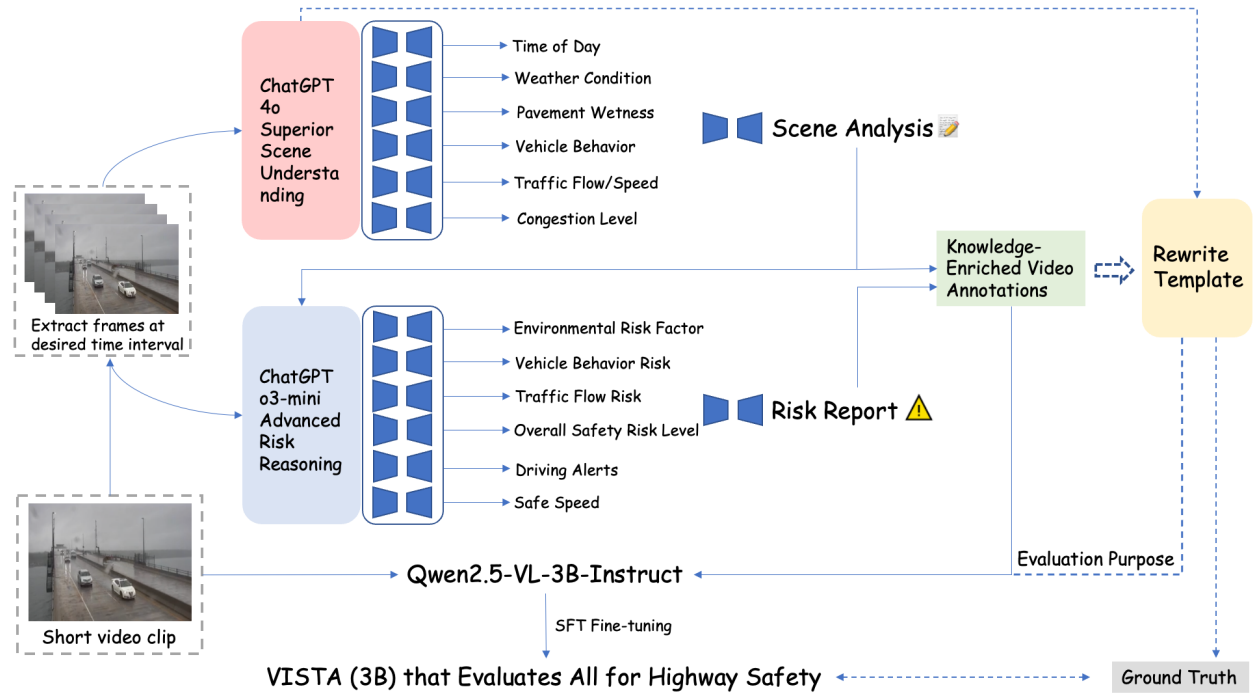 ChatGPT
4o
Superior
Scene
Understa
nding
Time of Day
Weather Condition
Pavement Wetness
Vehicle Behavior
Traffic Flow/Speed
Congestion Level
Scene Analysis
Extract frames at
desired time interval
Knowledge-
Enriched Video
Annotations
Rewrite
Template
ChatGPT
o3-mini
Advanced
Risk
Reasoning
Environmental Risk Factor
Vehicle Behavior Risk
Traffic Flow Risk
Overall Safety Risk Level
Driving Alerts
Safe Speed
Risk Report
Short video clip
Qwen2.5-VL-3B-Instruct
Evaluation Purpose
SFT Fine-tuning
VISTA (3B) that Evaluates All for Highway Safety
Ground Truth